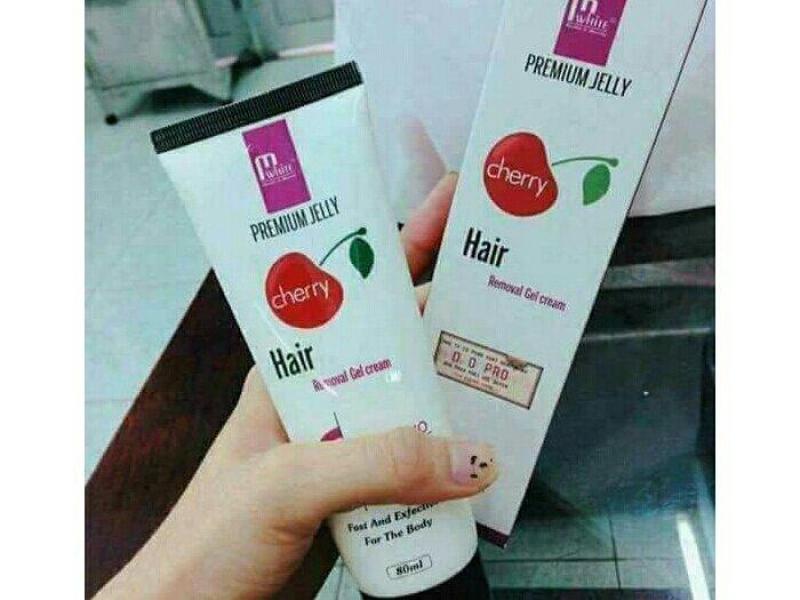 m
white
PREMIUM JELLY
cherry
Hair
Removal Gel cream
Fast And Exfective
For The Body
80ml
m
WHITE
PREMIUM JELLY
cherry
Hair
Removal Gel cream
D.D PRO